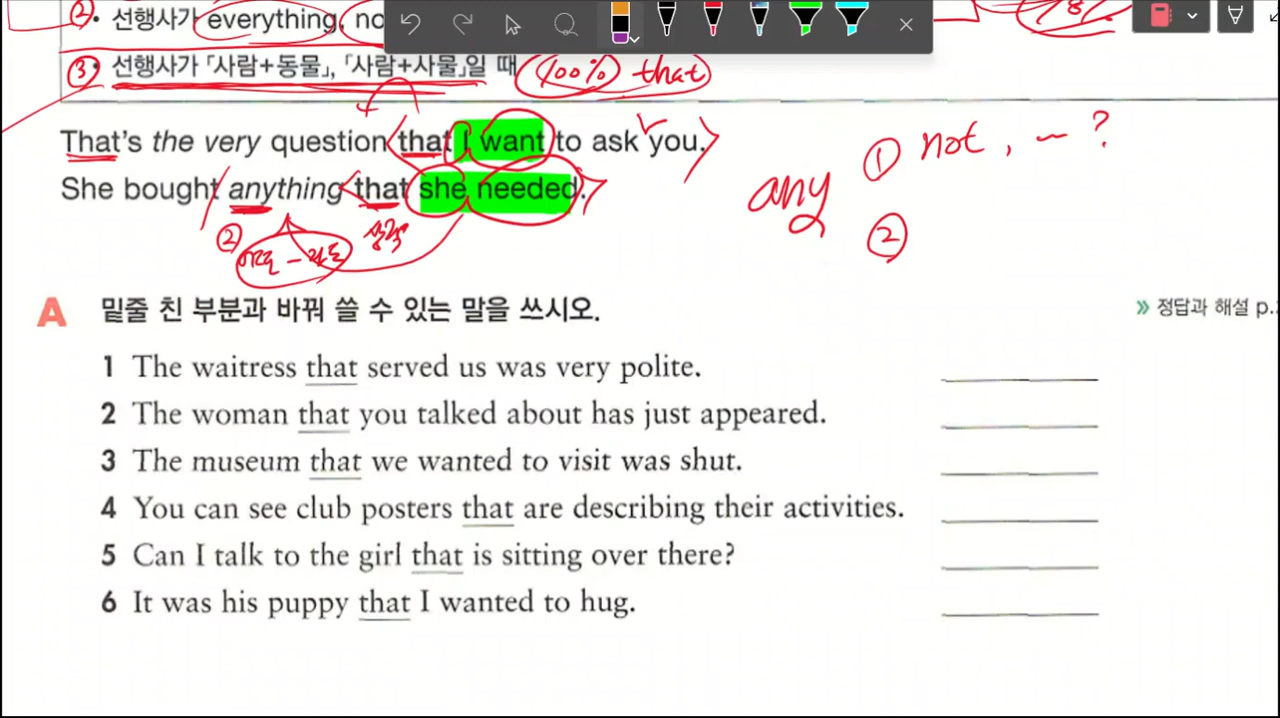 ② • 선행사가 everything, no
③ • 선행사가 「사람+동물」, 「사람+사물」일 때 100% that
That's the very question that I want to ask you.
any ① not, ~ ?
She bought anything that she needed.
②
② 생략
A 밑줄 친 부분과 바꿔 쓸 수 있는 말을 쓰시오.
» 정답과 해설 p.
1 The waitress that served us was very polite.
2 The woman that you talked about has just appeared.
3 The museum that we wanted to visit was shut.
4 You can see club posters that are describing their activities.
5 Can I talk to the girl that is sitting over there?
6 It was his puppy that I wanted to hug.